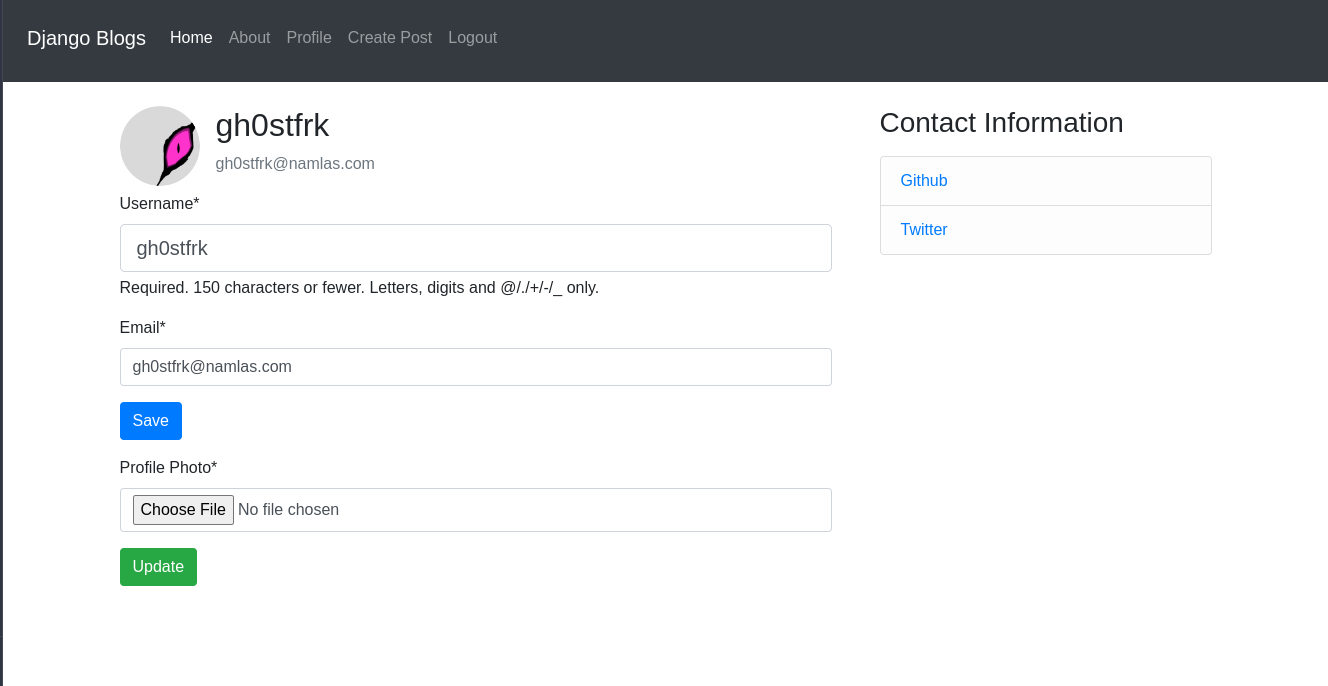 Django Blogs Home About Profile Create Post Logout
gh0stfrk
gh0stfrk@namlas.com
Username*
gh0stfrk
Required. 150 characters or fewer. Letters, digits and @/./+/-/_ only.
Email*
gh0stfrk@namlas.com
Save
Profile Photo*
Choose File No file chosen
Update
Contact Information
Github
Twitter